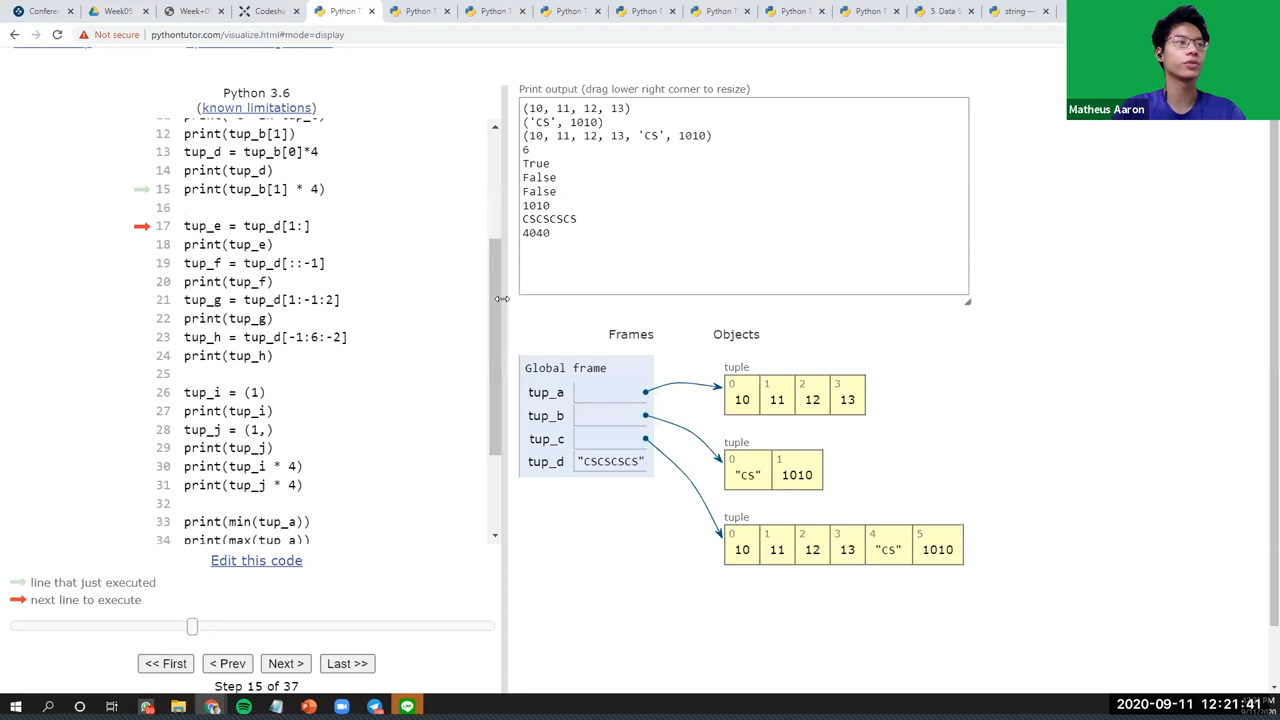 Conferen
Week05
Week+05
Codesha
Python T
Python T
Python T
Python T
Python T
Python T
Python T
Python T
5. Data S
string —
Not secure
pythontutor.com/visualize.html#mode=display
Matheus Aaron
Python 3.6
(known limitations)
12 print(tup_b[1])
13 tup_d = tup_b[0]*4
14 print(tup_d)
15 print(tup_b[1] * 4)
16
17 tup_e = tup_d[1:]
18 print(tup_e)
19 tup_f = tup_d[::-1]
20 print(tup_f)
21 tup_g = tup_d[1:-1:2]
22 print(tup_g)
23 tup_h = tup_d[-1:6:-2]
24 print(tup_h)
25
26 tup_i = (1)
27 print(tup_i)
28 tup_j = (1,)
29 print(tup_j)
30 print(tup_i * 4)
31 print(tup_j * 4)
32
33 print(min(tup_a))
34 print(max(tup_a))
Edit this code
line that just executed
next line to execute
<< First
< Prev
Next >
Last >>
Step 15 of 37
Print output (drag lower right corner to resize)
(10, 11, 12, 13)
('CS', 1010)
(10, 11, 12, 13, 'CS', 1010)
6
True
False
False
1010
CSCSCSCS
4040
Frames
Objects
Global frame
tup_a
tup_b
tup_c
tup_d "CSCSCSCS"
tuple
0 1 2 3
10 11 12 13
tuple
0 1
"CS" 1010
tuple
0 1 2 3 4 5
10 11 12 13 "CS" 1010
2020-09-11 12:21:41